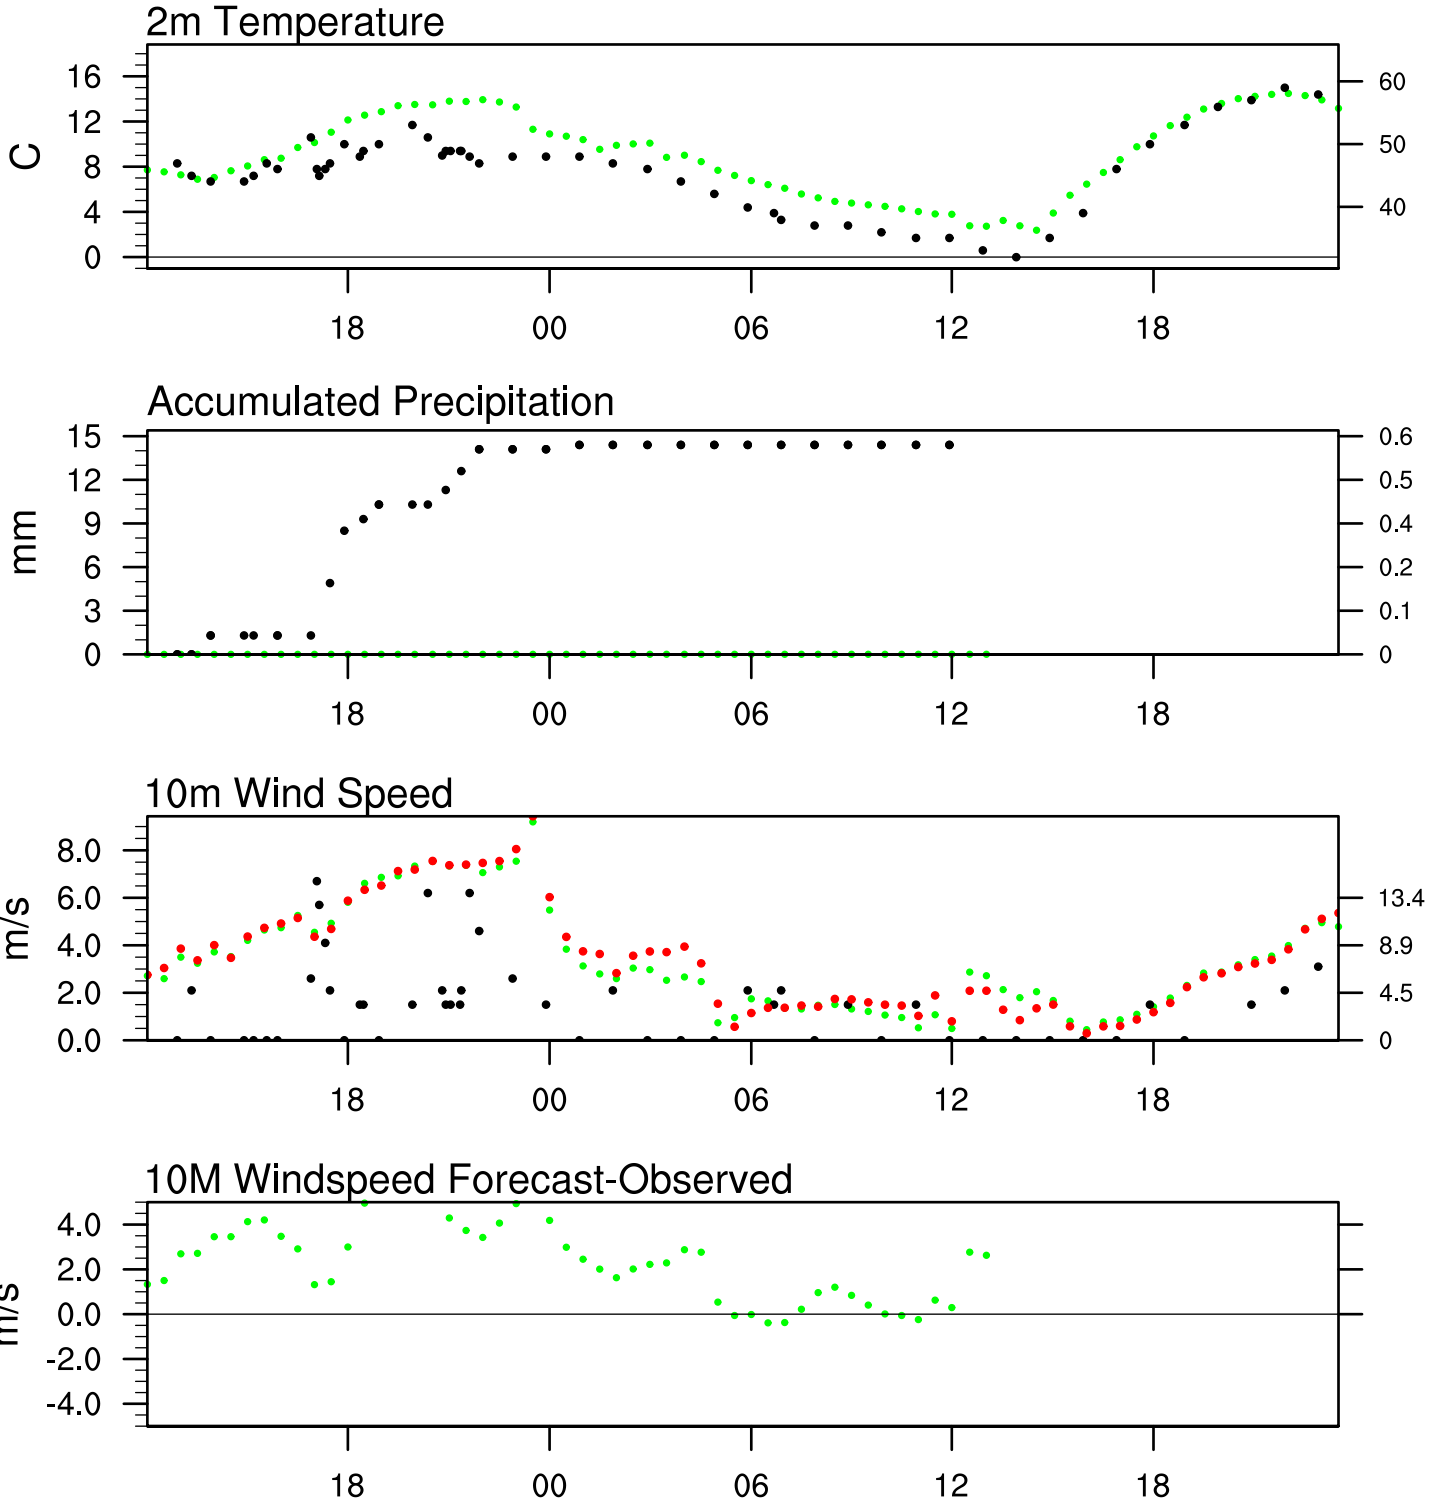 2m Temperature
C
16
12
8
4
0
60
50
40
18 00 06 12 18
Accumulated Precipitation
mm
15
12
9
6
3
0
0.6
0.5
0.4
0.2
0.1
0
18 00 06 12 18
10m Wind Speed
m/s
8.0
6.0
4.0
2.0
0.0
13.4
8.9
4.5
0
18 00 06 12 18
10M Windspeed Forecast-Observed
m/s
4.0
2.0
0.0
-2.0
-4.0
18 00 06 12 18